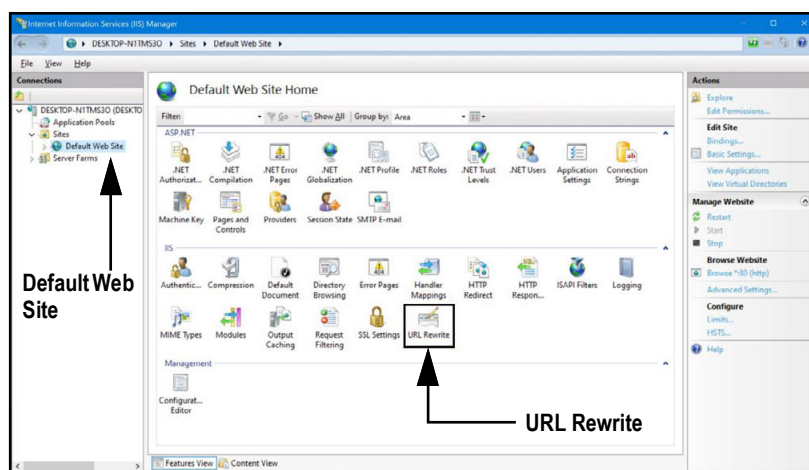 Internet Information Services (IIS) Manager
DESKTOP-N1TMS3O Sites Default Web Site
File View Help
Connections
DESKTOP-N1TMS3O (DESKTO
Application Pools
Sites
Default Web Site
Server Farms
Default Web
Site
Default Web Site Home
Filter: Go Show All Group by: Area
ASP.NET
.NET Authorizat...
.NET Compilation
.NET Error Pages
.NET Globalization
.NET Profile
.NET Roles
.NET Trust Levels
.NET Users
Application Settings
Connection Strings
Machine Key
Pages and Controls
Providers
Session State
SMTP E-mail
IIS
Authentic...
Compression
Default Document
Directory Browsing
Error Pages
Handler Mappings
HTTP Redirect
HTTP Respon...
ISAPI Filters
Logging
MIME Types
Modules
Output Caching
Request Filtering
SSL Settings
URL Rewrite
Management
Configurat... Editor
URL Rewrite
Features View Content View
Actions
Explore
Edit Permissions...
Edit Site
Bindings...
Basic Settings...
View Applications
View Virtual Directories
Manage Website
Restart
Start
Stop
Browse Website
Browse *:80 (http)
Advanced Settings...
Configure
Limits...
HSTS...
Help